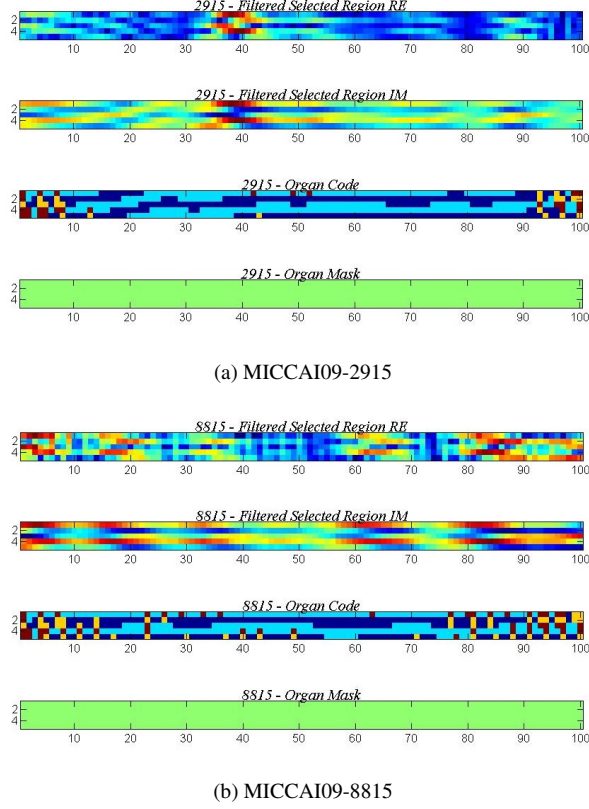 2915 - Filtered Selected Region RE
2
4
10 20 30 40 50 60 70 80 90 100
2915 - Filtered Selected Region IM
2
4
10 20 30 40 50 60 70 80 90 100
2915 - Organ Code
2
4
10 20 30 40 50 60 70 80 90 100
2915 - Organ Mask
2
4
10 20 30 40 50 60 70 80 90 100
(a) MICCAI09-2915
8815 - Filtered Selected Region RE
2
4
10 20 30 40 50 60 70 80 90 100
8815 - Filtered Selected Region IM
2
4
10 20 30 40 50 60 70 80 90 100
8815 - Organ Code
2
4
10 20 30 40 50 60 70 80 90 100
8815 - Organ Mask
2
4
10 20 30 40 50 60 70 80 90 100
(b) MICCAI09-8815